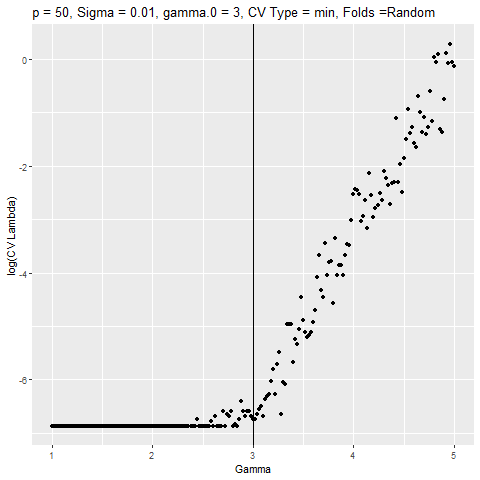 p = 50, Sigma = 0.01, gamma.0 = 3, CV Type = min, Folds =Random
log(CV Lambda)
0
-2
-4
-6
1 2 3 4 5
Gamma